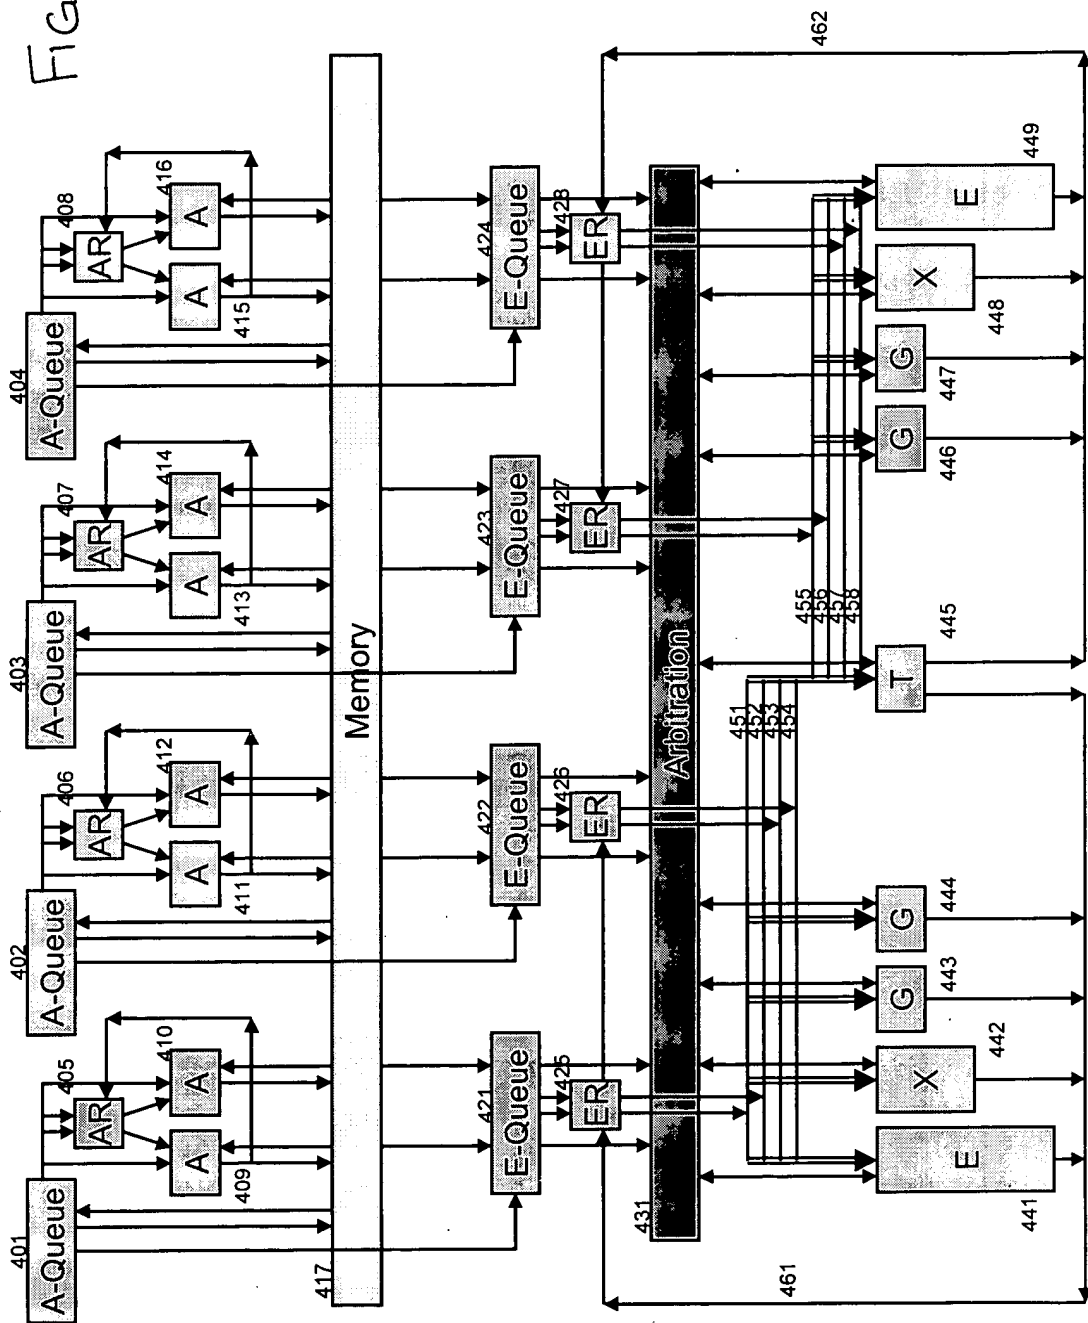 FIG
401
A-Queue
402
A-Queue
403
A-Queue
404
A-Queue
405
AR
406
AR
407
AR
408
AR
409
A
410
A
411
A
412
A
413
A
414
A
415
A
416
A
417
Memory
421
E-Queue
422
E-Queue
423
E-Queue
424
E-Queue
425
ER
426
ER
427
ER
428
ER
431
Arbitration
451
452
453
454
455
456
457
458
441
E
442
X
443
G
444
G
445
T
446
G
447
G
448
X
449
E
461
462